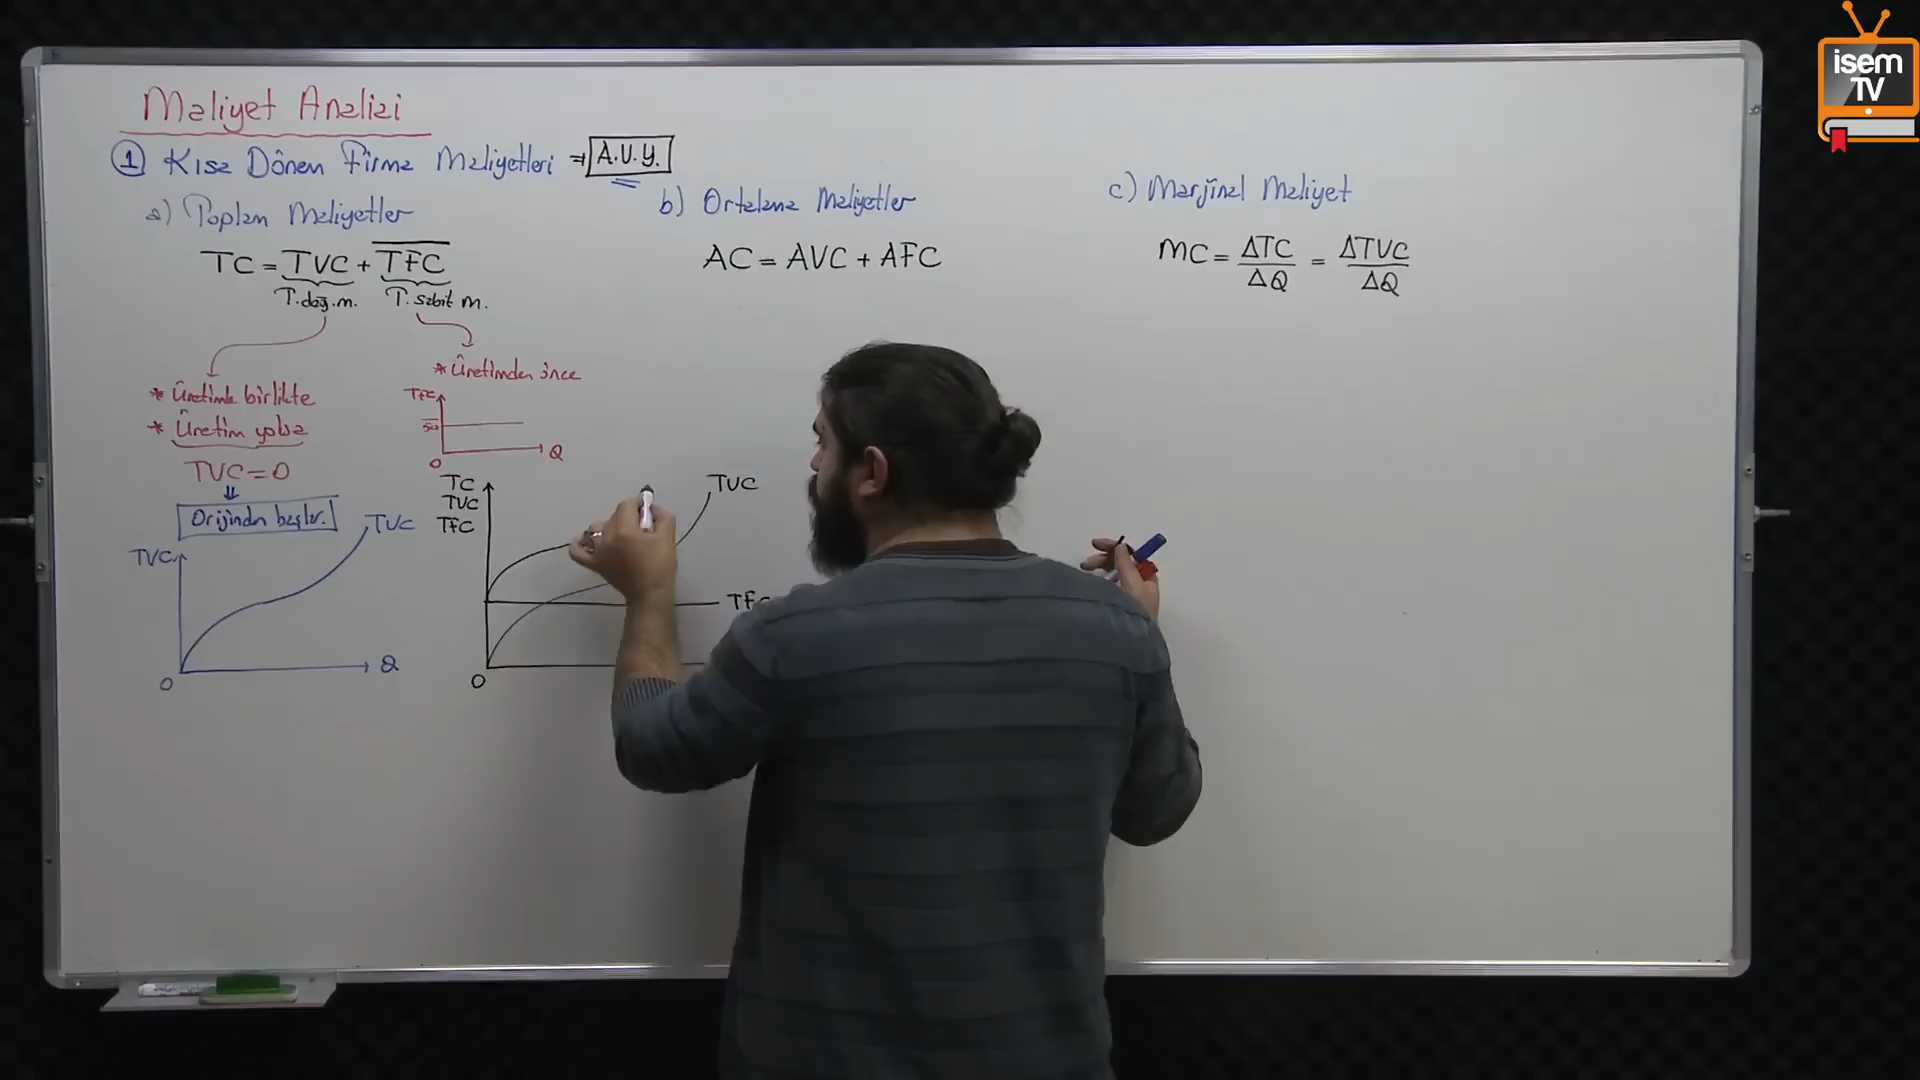 Maliyet Analizi
① Kısa Dönem Firma Maliyetleri ⇒ A.V.Y.
a) Toplam Maliyetler
TC = TVC + TFC
T.değ.m. T.sabit m.
* Üretimle birlikte
* Üretim yoksa
TVC = 0
⇓
Orijinden başlar.
TVC
TVC
Q
0
* Üretimden önce
TFC
50
0
Q
TC
TVC
TFC
TVC
TFC
0
b) Ortalama Maliyetler
AC = AVC + AFC
c) Marjinal Maliyet
MC = ΔTC/ΔQ = ΔTVC/ΔQ
isem
TV